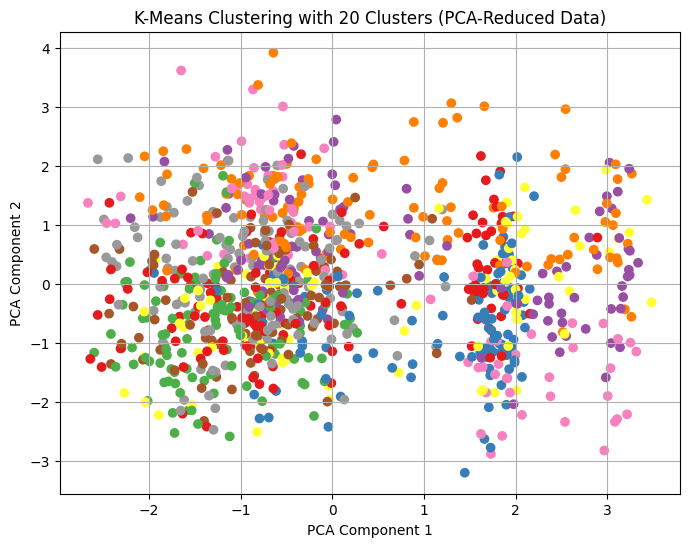 K-Means Clustering with 20 Clusters (PCA-Reduced Data)
4
3
2
1
0
−1
−2
−3
PCA Component 2
−2 −1 0 1 2 3
PCA Component 1